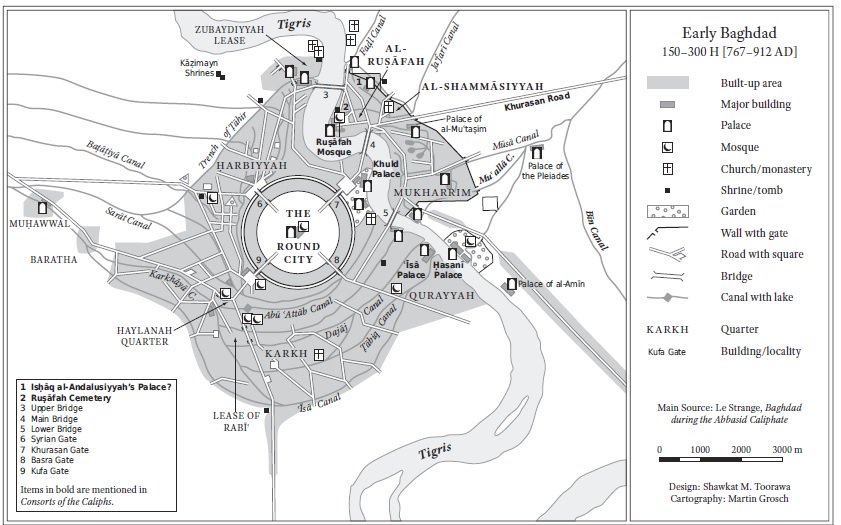 Tigris
ZUBAYDIYYAH
LEASE
Faḍl Canal
Ja'farī Canal
AL-
RUṢĀFAH
Kāẓimayn
Shrines
1
AL-SHAMMĀSIYYAH
3
2
Khurasan Road
Trench of Ṭāhir
Palace of
al-Mu'taṣim
Ruṣāfah
Mosque
4
Mūsā Canal
Baṭāṭiyā Canal
HARBIYYAH
Khuld
Palace
Mu'allā C.
Palace of
the Pleiades
MUKHARRIM
6
7
5
THE
ROUND
CITY
Bīn Canal
MUḤAWWAL
Sarāt Canal
BARATHA
9
8
'Īsā
Palace
Ḥasanī
Palace
Karkhāyā C.
Palace of al-Amīn
QURAYYAH
Abū 'Attāb Canal
HAYLANAH
QUARTER
Dajāj Canal
Ṭābiq Canal
KARKH
'Īsā Canal
LEASE OF
RABĪ'
Tigris
1 Isḥāq al-Andalusiyyah's Palace?
2 Ruṣāfah Cemetery
3 Upper Bridge
4 Main Bridge
5 Lower Bridge
6 Syrian Gate
7 Khurasan Gate
8 Basra Gate
9 Kufa Gate
Items in bold are mentioned in
Consorts of the Caliphs.
Early Baghdad
150–300 H [767–912 AD]
Built-up area
Major building
Palace
Mosque
Church/monastery
Shrine/tomb
Garden
Wall with gate
Road with square
Bridge
Canal with lake
KARKH Quarter
Kufa Gate Building/locality
Main Source: Le Strange, Baghdad
during the Abbasid Caliphate
0 1000 2000 3000 m
Design: Shawkat M. Toorawa
Cartography: Martin Grosch